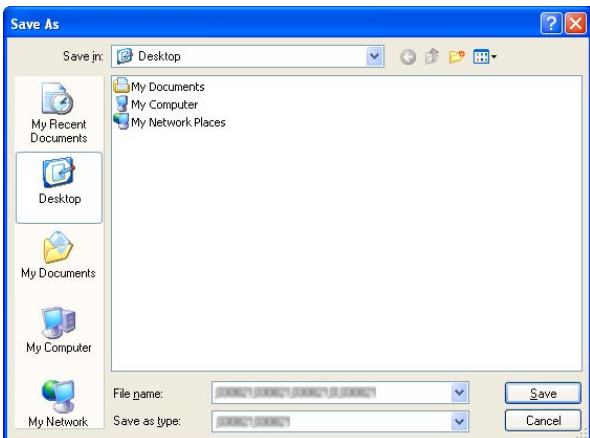 Save As
Save in: Desktop
My Documents
My Computer
My Network Places
My Recent
Documents
Desktop
My Documents
My Computer
My Network
File name:
Save
Save as type:
Cancel